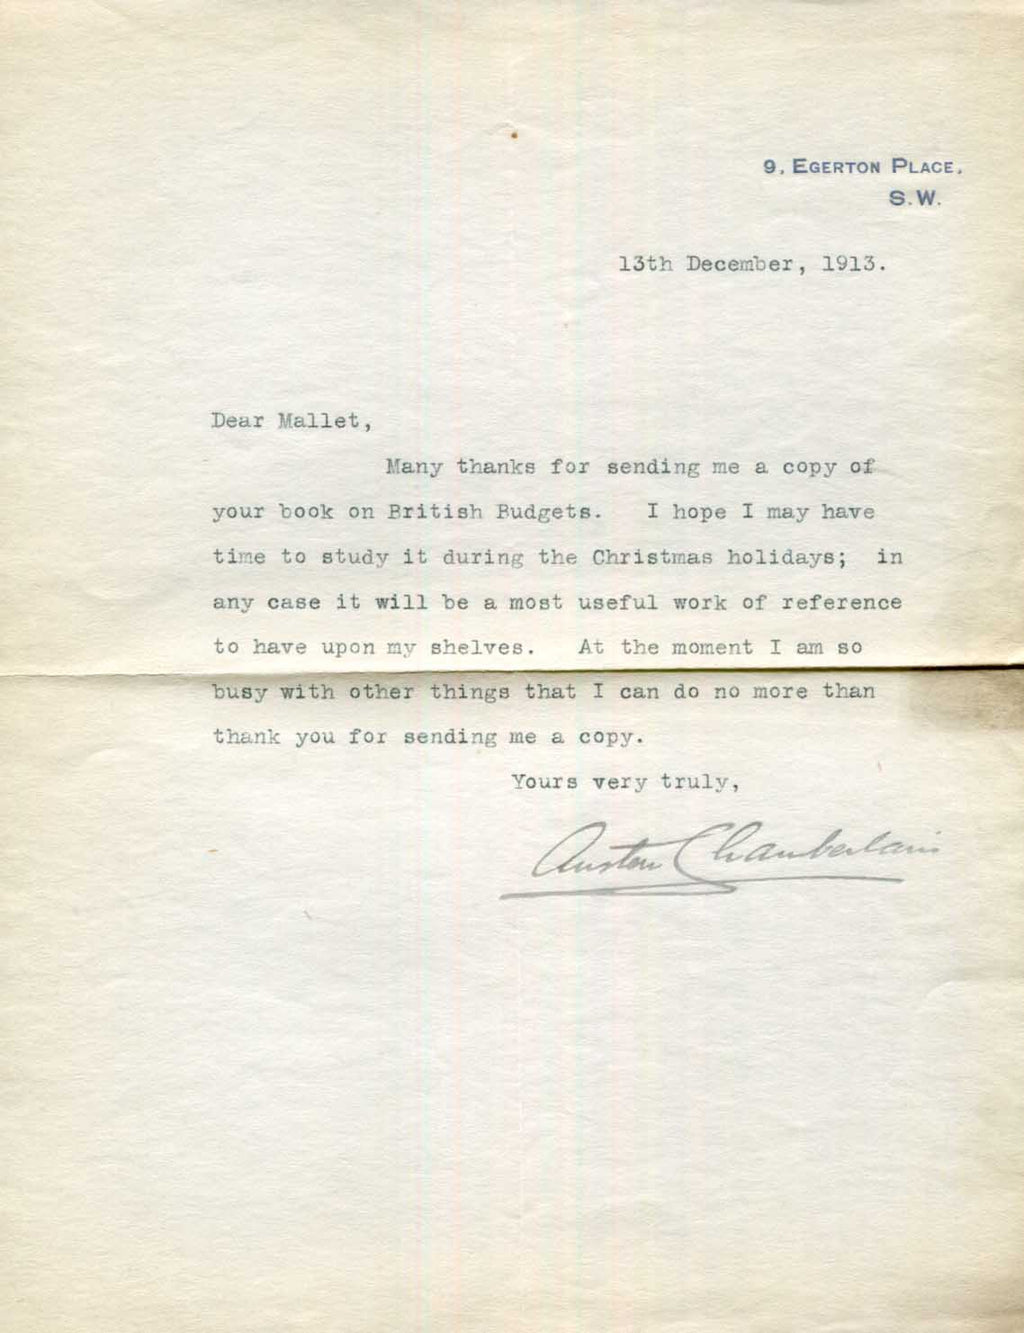 9, EGERTON PLACE,
S.W.
13th December, 1913.
Dear Mallet,
Many thanks for sending me a copy of
your book on British Budgets. I hope I may have
time to study it during the Christmas holidays; in
any case it will be a most useful work of reference
to have upon my shelves. At the moment I am so
busy with other things that I can do no more than
thank you for sending me a copy.
Yours very truly,
Austen Chamberlain